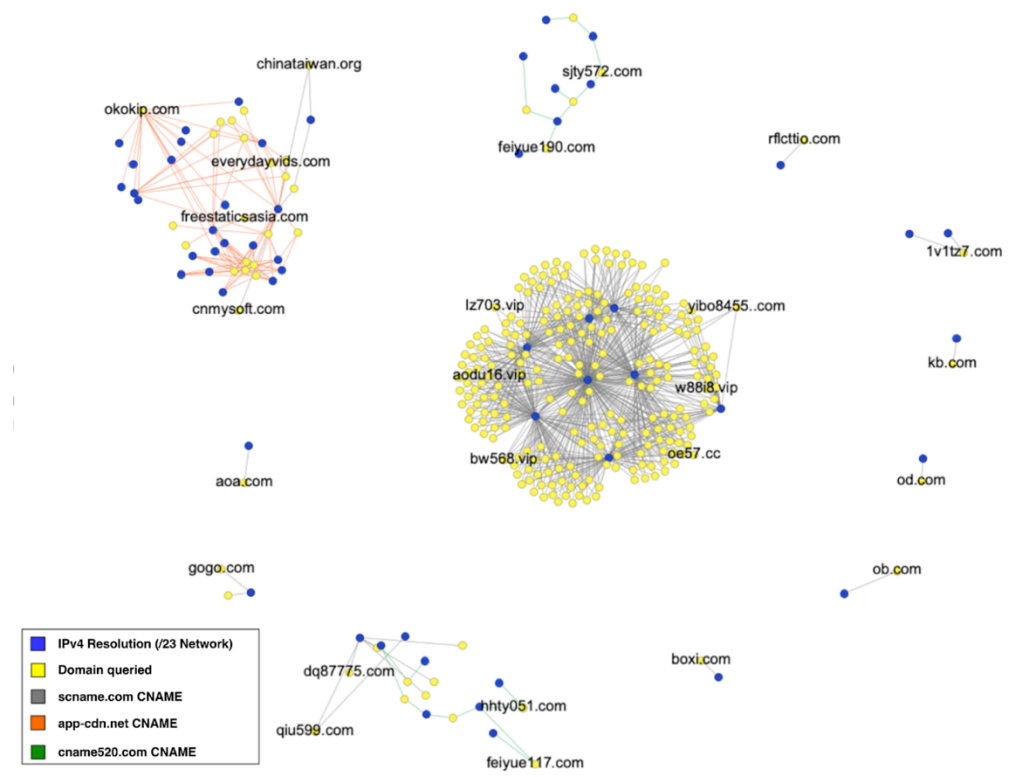 chinataiwan.org
sjty572.com
okokip.com
rflcttio.com
feiyue190.com
everydayvids.com
freestaticsasia.com
1v1tz7.com
lz703.vip
yibo8455..com
cnmysoft.com
kb.com
aodu16.vip
w88i8.vip
oe57.cc
bw568.vip
aoa.com
od.com
gogo.com
ob.com
IPv4 Resolution (/23 Network)
Domain queried
scname.com CNAME
app-cdn.net CNAME
cname520.com CNAME
dq87775.com
boxi.com
hhty051.com
qiu599.com
feiyue117.com